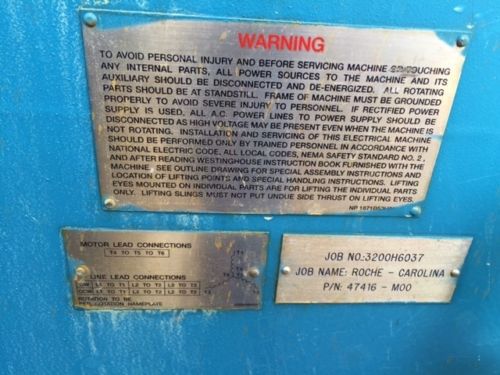 WARNING
TO AVOID PERSONAL INJURY AND BEFORE SERVICING MACHINE OR TOUCHING
ANY INTERNAL PARTS, ALL POWER SOURCES TO THE MACHINE AND ITS
AUXILIARY SHOULD BE DISCONNECTED AND DE-ENERGIZED. ALL ROTATING
PARTS SHOULD BE AT STANDSTILL. FRAME OF MACHINE MUST BE GROUNDED
PROPERLY TO AVOID SEVERE INJURY TO PERSONNEL. IF RECTIFIED POWER
SUPPLY IS USED, ALL A.C. POWER LINES TO POWER SUPPLY SHOULD BE
DISCONNECTED AS HIGH VOLTAGE MAY BE PRESENT EVEN WHEN THE MACHINE IS
NOT ROTATING. INSTALLATION AND SERVICING OF THIS ELECTRICAL MACHINE
SHOULD BE PERFORMED ONLY BY TRAINED PERSONNEL IN ACCORDANCE WITH
NATIONAL ELECTRIC CODE, ALL LOCAL CODES, NEMA SAFETY STANDARD NO. 2,
AND AFTER READING WESTINGHOUSE INSTRUCTION BOOK FURNISHED WITH THE
MACHINE. SEE OUTLINE DRAWING FOR SPECIAL ASSEMBLY INSTRUCTIONS AND
LOCATION OF LIFTING POINTS AND SPECIAL HANDLING INSTRUCTIONS. LIFTING
EYES MOUNTED ON INDIVIDUAL PARTS ARE FOR LIFTING THE INDIVIDUAL PARTS
ONLY. LIFTING SLINGS MUST NOT PUT UNDUE SIDE THRUST ON LIFTING EYES.
MOTOR LEAD CONNECTIONS
T4 TO T5 TO T6
LINE LEAD CONNECTIONS
CW L1 TO T1 L2 TO T2 L3 TO T3
CCW L1 TO T1
ROTATION TO BE
PER ROTATION NAMEPLATE
JOB NO.:3200H6037
JOB NAME: ROCHE - CAROLINA
P/N: 47416 - M00